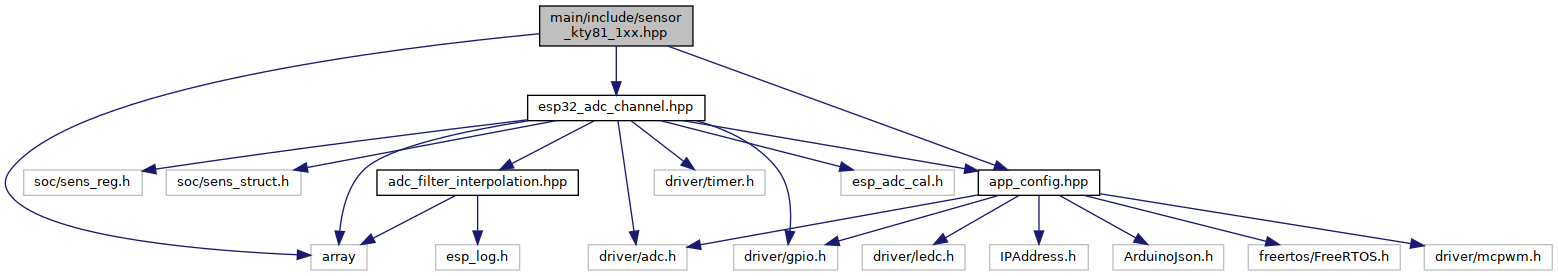 main/include/sensor
_kty81_1xx.hpp
esp32_adc_channel.hpp
soc/sens_reg.h
soc/sens_struct.h
adc_filter_interpolation.hpp
driver/timer.h
esp_adc_cal.h
app_config.hpp
array
esp_log.h
driver/adc.h
driver/gpio.h
driver/ledc.h
IPAddress.h
ArduinoJson.h
freertos/FreeRTOS.h
driver/mcpwm.h